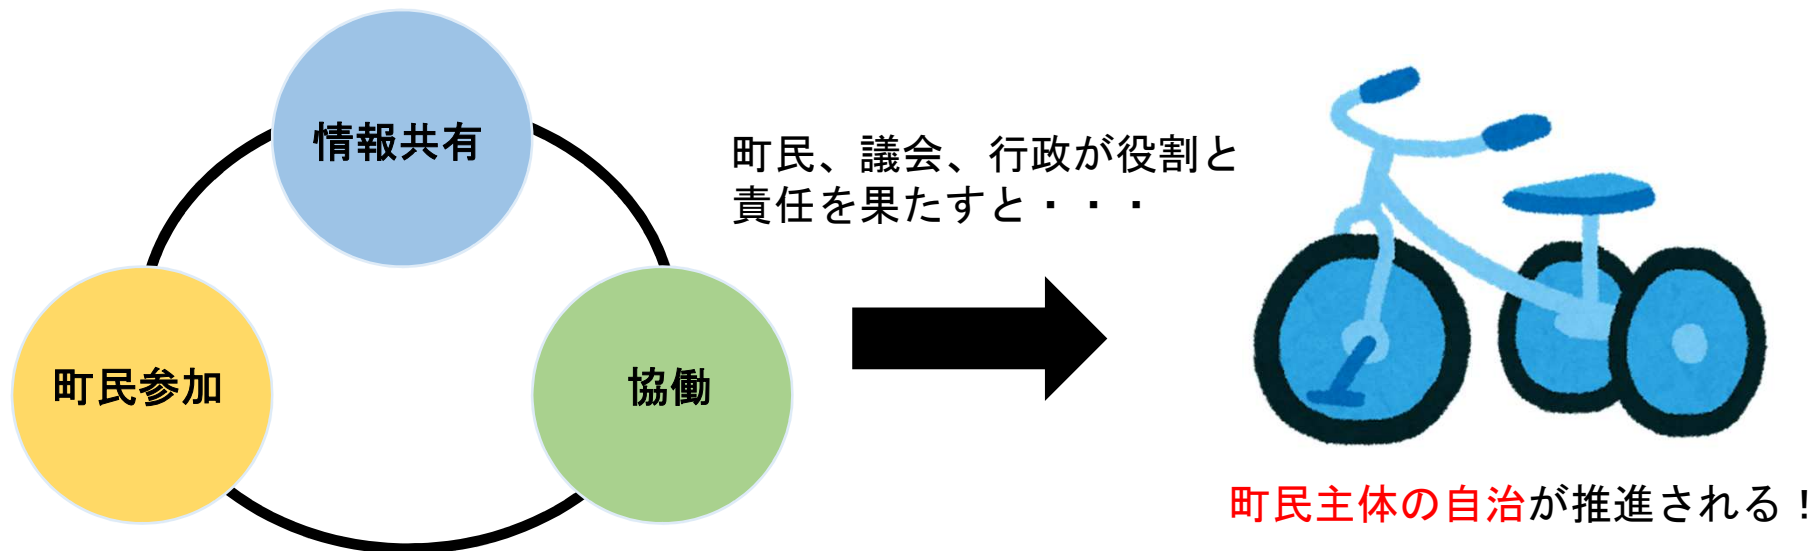 情報共有
町民、議会、行政が役割と
責任を果たすと・・・
町民参加
協働
町民主体の自治が推進される！